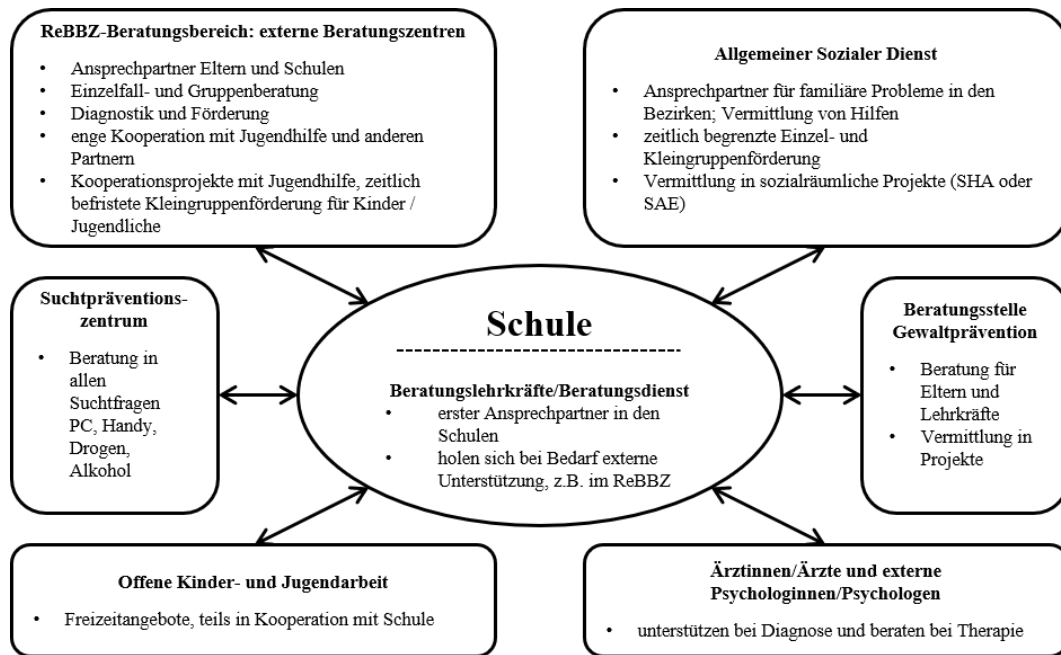 ReBBZ-Beratungsbereich: externe Beratungszentren
• Ansprechpartner Eltern und Schulen
• Einzelfall- und Gruppenberatung
• Diagnostik und Förderung
• enge Kooperation mit Jugendhilfe und anderen
Partnern
• Kooperationsprojekte mit Jugendhilfe, zeitlich
befristete Kleingruppenförderung für Kinder /
Jugendliche
Allgemeiner Sozialer Dienst
• Ansprechpartner für familiäre Probleme in den
Bezirken; Vermittlung von Hilfen
• zeitlich begrenzte Einzel- und
Kleingruppenförderung
• Vermittlung in sozialräumliche Projekte (SHA oder
SAE)
Suchtpräventions-
zentrum
• Beratung in
allen
Suchtfragen
PC, Handy,
Drogen,
Alkohol
Schule
Beratungslehrkräfte/Beratungsdienst
• erster Ansprechpartner in den
Schulen
• holen sich bei Bedarf externe
Unterstützung, z.B. im ReBBZ
Beratungsstelle
Gewaltprävention
• Beratung für
Eltern und
Lehrkräfte
• Vermittlung in
Projekte
Offene Kinder- und Jugendarbeit
• Freizeitangebote, teils in Kooperation mit Schule
Ärztinnen/Ärzte und externe
Psychologinnen/Psychologen
• unterstützen bei Diagnose und beraten bei Therapie